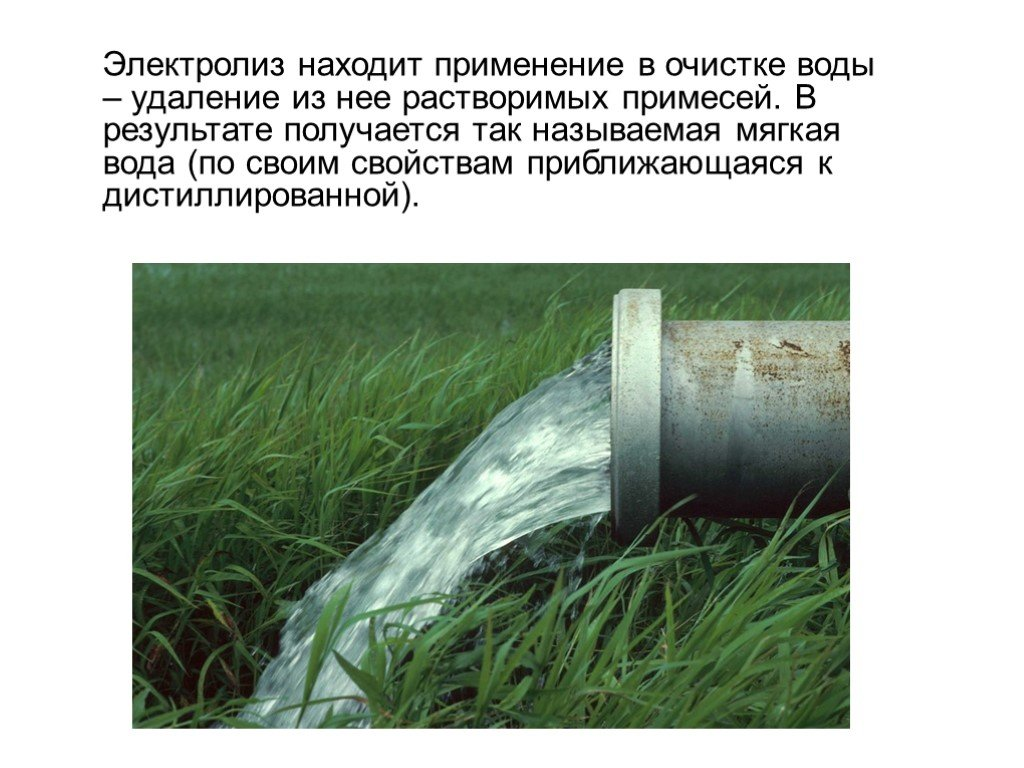 Электролиз находит применение в очистке воды
– удаление из нее растворимых примесей. В
результате получается так называемая мягкая
вода (по своим свойствам приближающаяся к
дистиллированной).